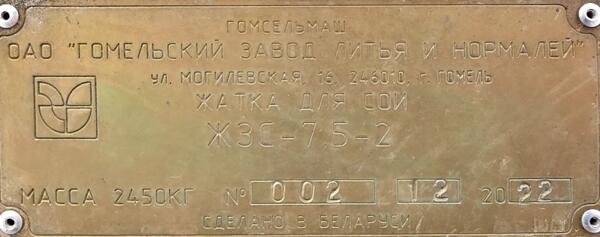 ГОМСЕЛЬМАШ
ОАО "ГОМЕЛЬСКИЙ ЗАВОД ЛИТЬЯ И НОРМАЛЕЙ"
ул. МОГИЛЕВСКАЯ, 16, 246010, г. ГОМЕЛЬ
ЖАТКА ДЛЯ СОИ
ЖЗС-7,5-2
МАССА 2450КГ № 002 12 2022
СДЕЛАНО В БЕЛАРУСИ